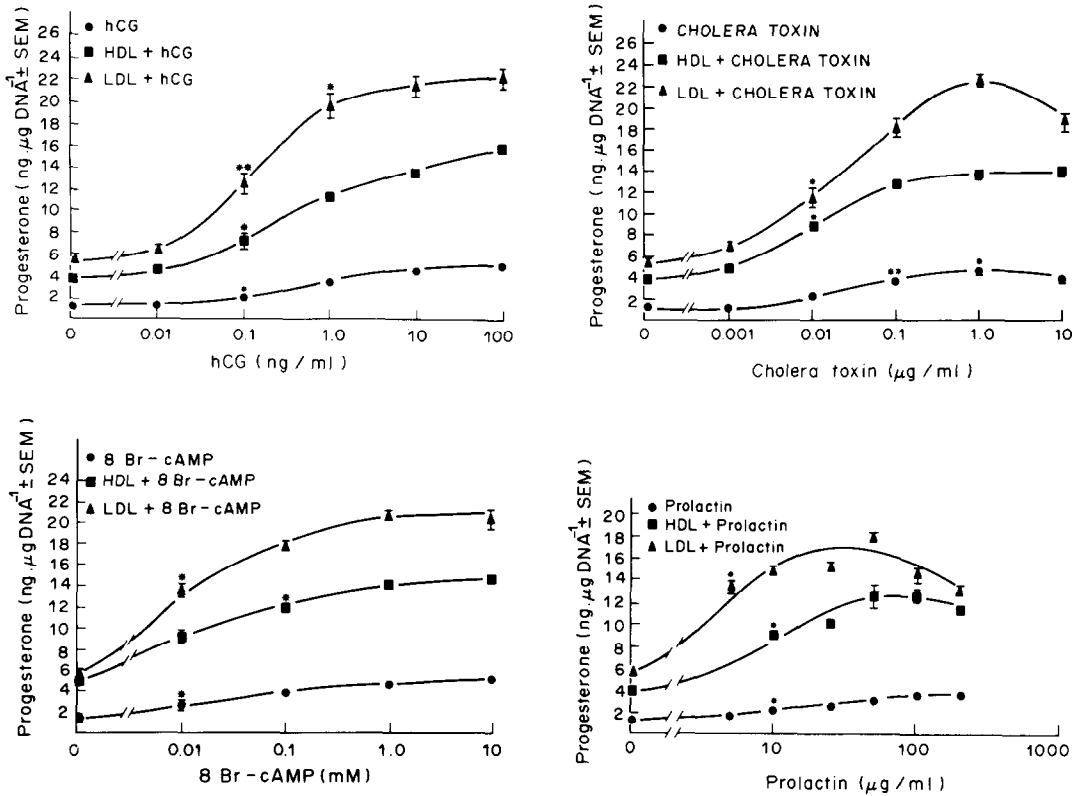 Progesterone (ng.μg DNA⁻¹ ± SEM)
● hCG
■ HDL + hCG
▲ LDL + hCG
26
24
22
20
18
16
14
12
10
8
6
4
2
*
**
*
*
0 0.01 0.1 1.0 10 100
hCG (ng / ml)
Progesterone (ng.μg DNA⁻¹ ± SEM)
● CHOLERA TOXIN
■ HDL + CHOLERA TOXIN
▲ LDL + CHOLERA TOXIN
26
24
22
20
18
16
14
12
10
8
6
4
2
*
*
**
*
0 0.001 0.01 0.1 1.0 10
Cholera toxin (μg / ml)
Progesterone (ng.μg DNA⁻¹ ± SEM)
● 8 Br-cAMP
■ HDL + 8 Br-cAMP
▲ LDL + 8 Br-cAMP
24
22
20
18
16
14
12
10
8
6
4
2
*
*
*
0 0.01 0.1 1.0 10
8 Br-cAMP (mM)
Progesterone (ng.μg DNA⁻¹ ± SEM)
● Prolactin
■ HDL + Prolactin
▲ LDL + Prolactin
20
18
16
14
12
10
8
6
4
2
*
*
*
0 10 100 1000
Prolactin (μg / ml)